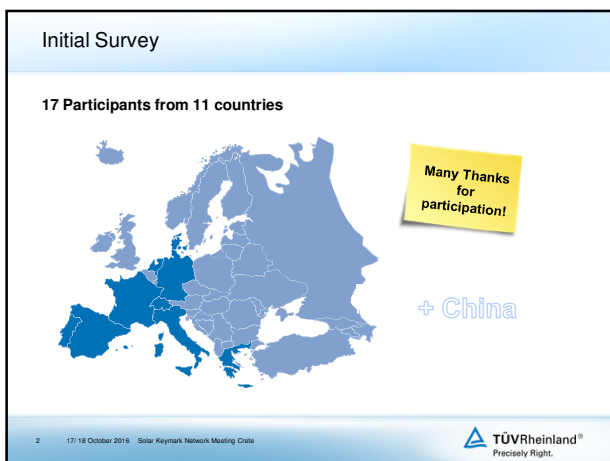 Initial Survey
17 Participants from 11 countries
Many Thanks
for
participation!
+ China
2 17/ 18 October 2016 Solar Keymark Network Meeting Crete
TÜVRheinland®
Precisely Right.